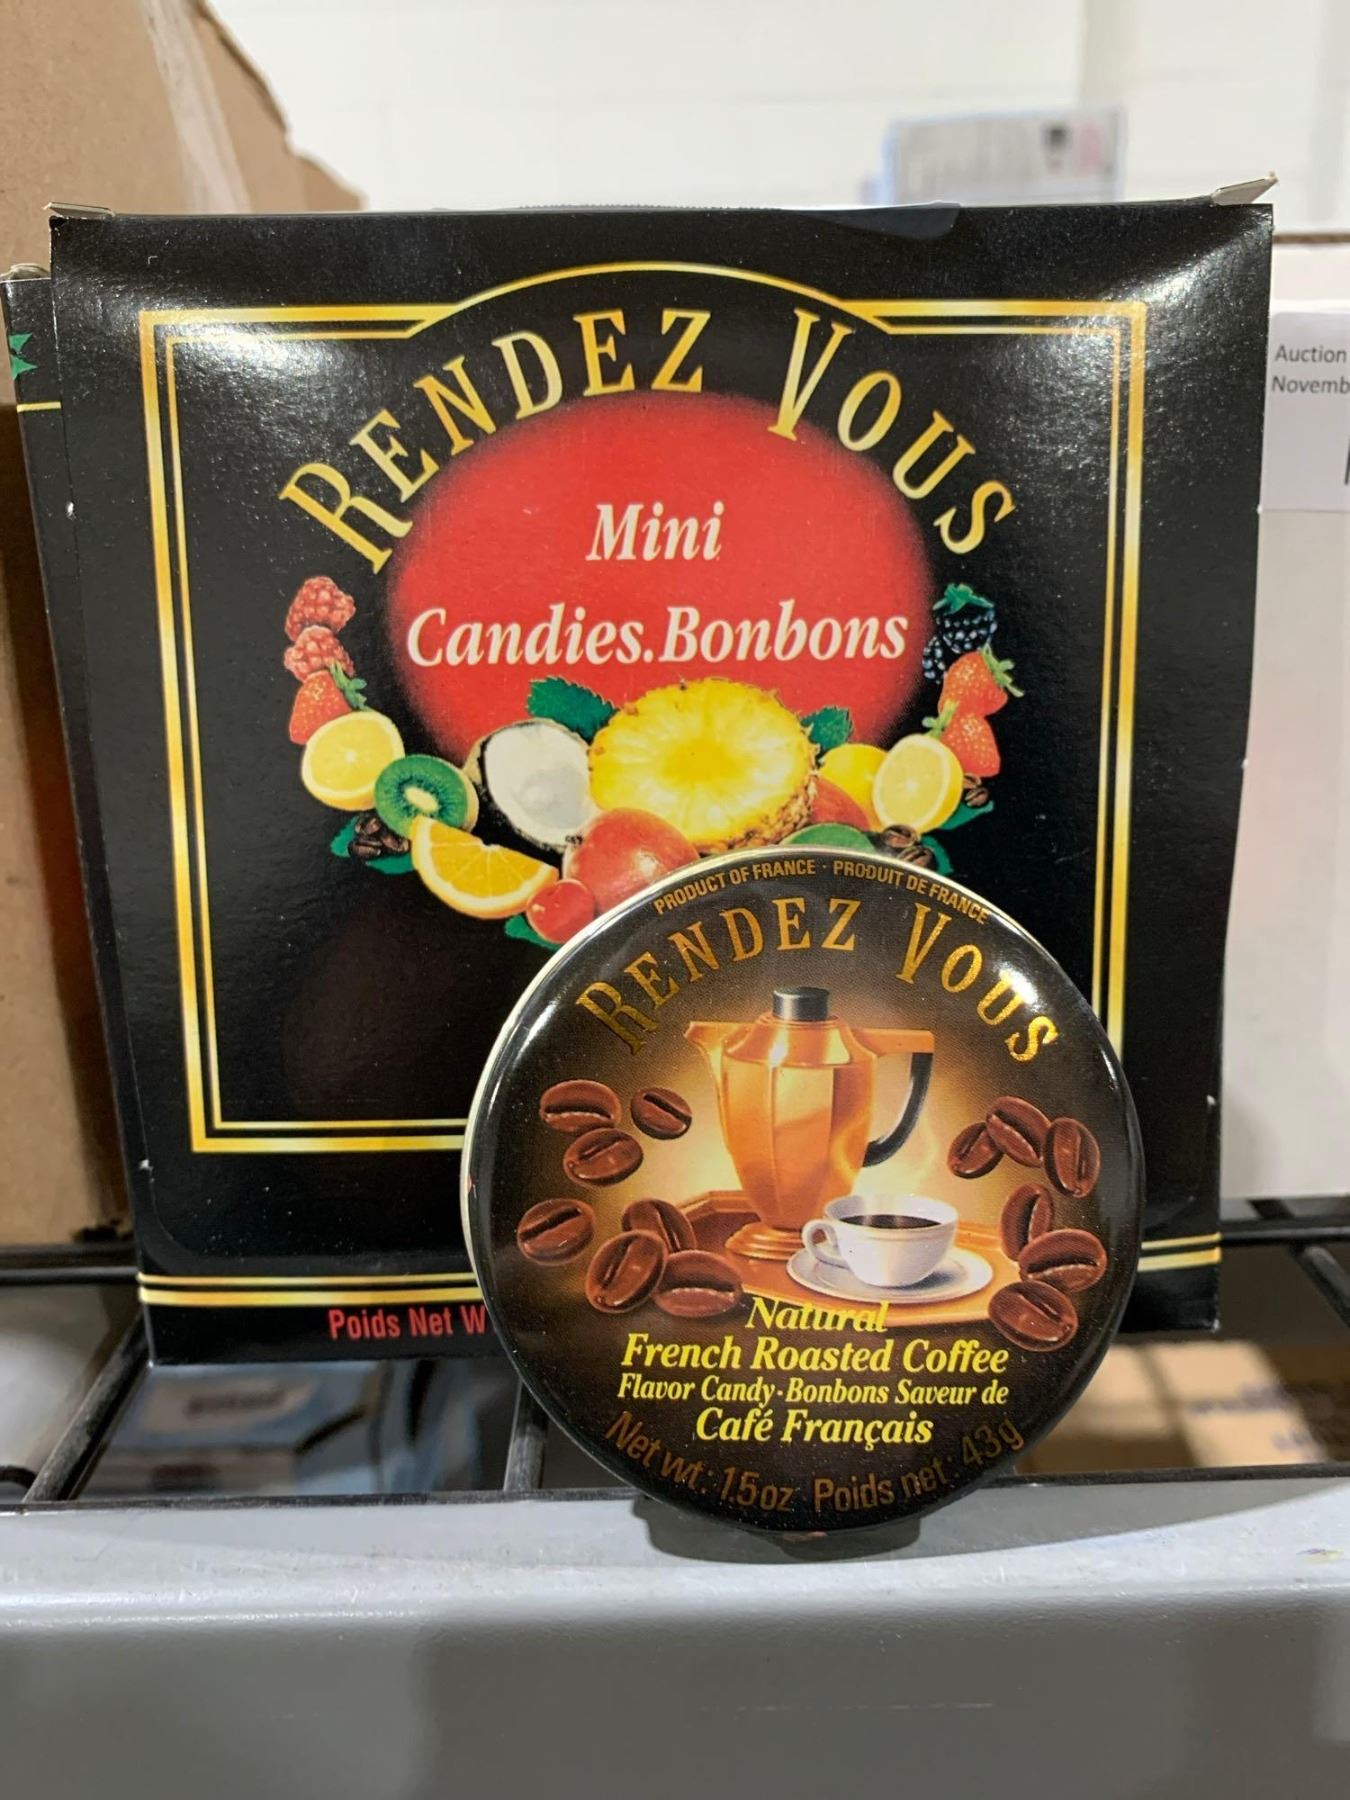 RENDEZ VOUS
Mini
Candies.Bonbons
Poids Net W
PRODUCT OF FRANCE · PRODUIT DE FRANCE
RENDEZ VOUS
Natural
French Roasted Coffee
Flavor Candy·Bonbons Saveur de
Café Français
Net wt: 1.5oz Poids net: 43g
Auction
Novemb